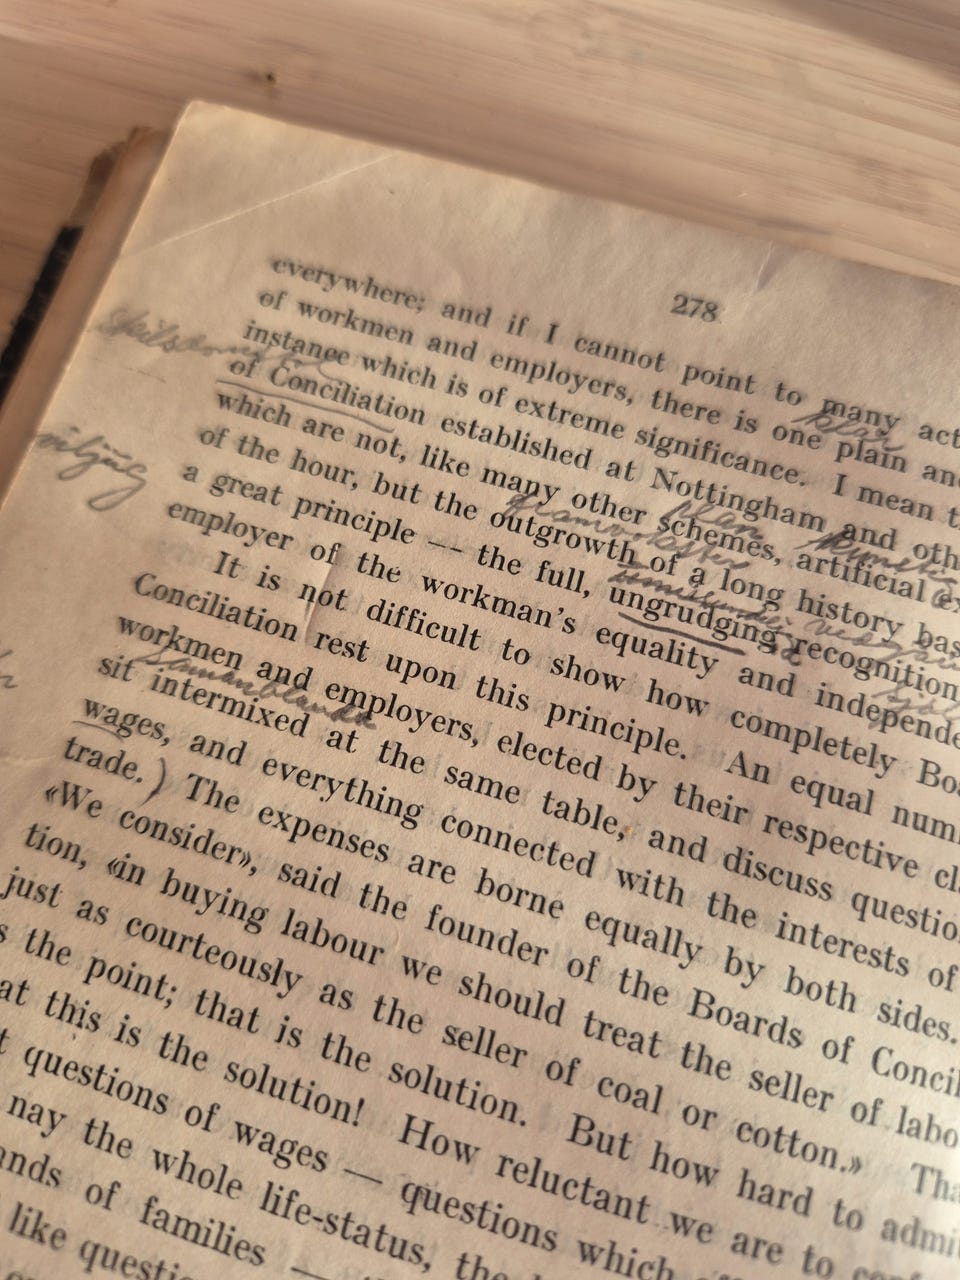 278
everywhere; and if I cannot point to many act
klar
of workmen and employers, there is one plain and
instance which is of extreme significance. I mean t
of Conciliation established at Nottingham and oth
plan
which are not, like many other schemes, artificial ex
of the hour, but the outgrowth of a long history bas
a great principle — the full, ungrudging recognition
employer of the workman's equality and independe
It is not difficult to show how completely Boa
Conciliation rest upon this principle. An equal num
workmen and employers, elected by their respective cl
sit intermixed at the same table, and discuss questio
wages, and everything connected with the interests of
trade.) The expenses are borne equally by both sides.
«We consider», said the founder of the Boards of Concil
tion, «in buying labour we should treat the seller of labo
just as courteously as the seller of coal or cotton.» Tha
s the point; that is the solution. But how hard to admi
at this is the solution! How reluctant we are to
t questions of wages — questions which
nay the whole life-status, the
ands of families —
like questio